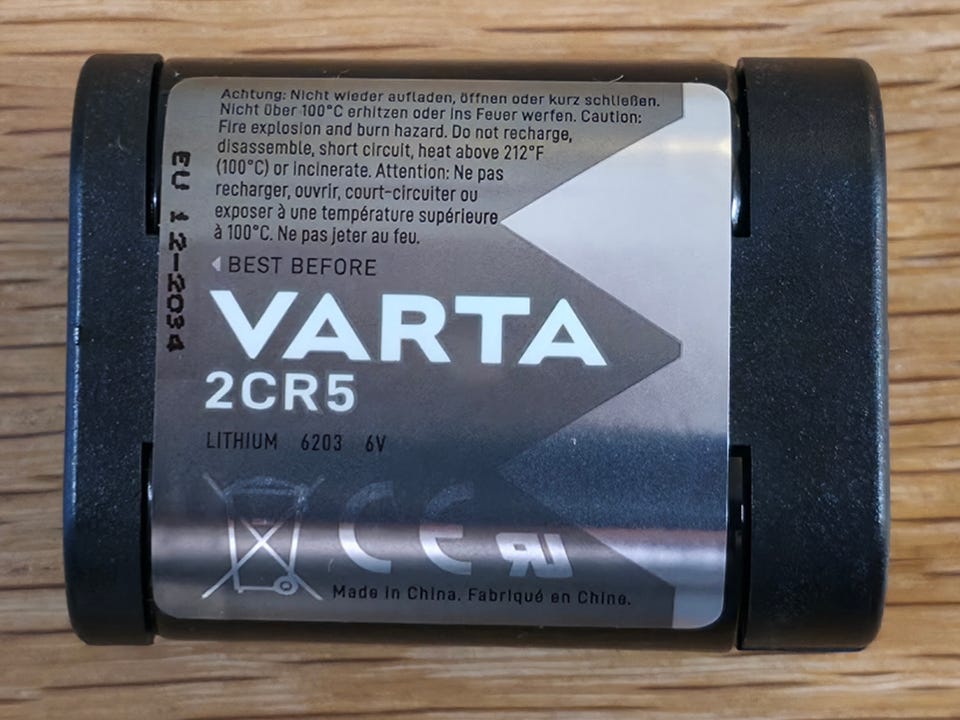 Achtung: Nicht wieder aufladen, öffnen oder kurz schließen.
Nicht über 100°C erhitzen oder ins Feuer werfen. Caution:
Fire explosion and burn hazard. Do not recharge,
disassemble, short circuit, heat above 212°F
(100°C) or incinerate. Attention: Ne pas
recharger, ouvrir, court-circuiter ou
exposer à une température supérieure
à 100°C. Ne pas jeter au feu.
EU 12-2034
BEST BEFORE
VARTA
2CR5
LITHIUM 6203 6V
CE RU
Made in China. Fabriqué en Chine.